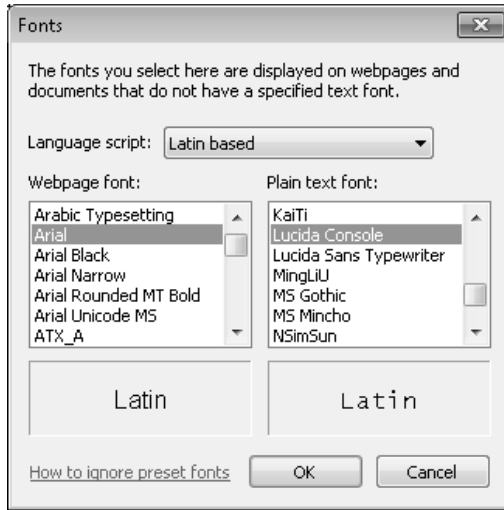 Fonts
The fonts you select here are displayed on webpages and
documents that do not have a specified text font.
Language script: Latin based
Webpage font:
Arabic Typesetting
Arial
Arial Black
Arial Narrow
Arial Rounded MT Bold
Arial Unicode MS
ATX_A
Latin
Plain text font:
KaiTi
Lucida Console
Lucida Sans Typewriter
MingLiU
MS Gothic
MS Mincho
NSimSun
Latin
How to ignore preset fonts
OK
Cancel